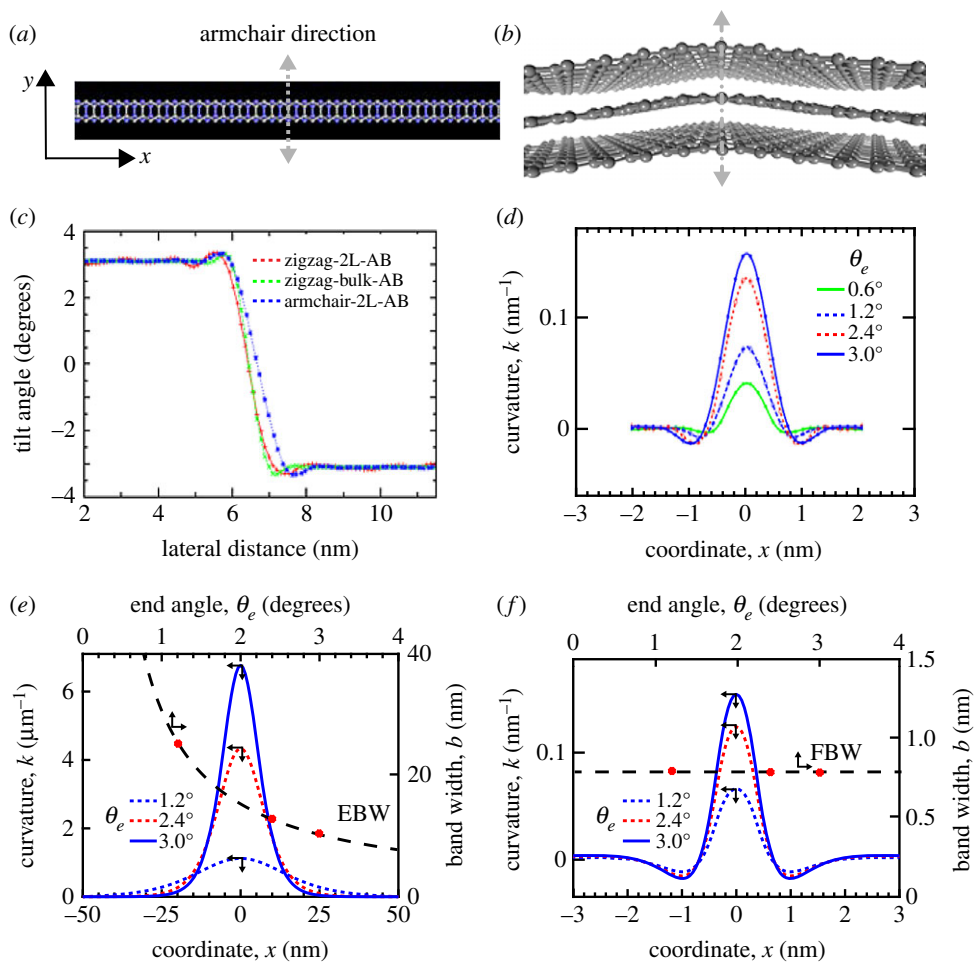 (a)
armchair direction
y
x
(b)
(c)
4
2
0
−2
−4
tilt angle (degrees)
zigzag-2L-AB
zigzag-bulk-AB
armchair-2L-AB
2
4
6
8
10
lateral distance (nm)
(d)
0.1
0
curvature, k (nm−1)
θe
0.6°
1.2°
2.4°
3.0°
−3
−2
−1
0
1
2
3
coordinate, x (nm)
(e)
end angle, θe (degrees)
0
1
2
3
4
6
4
2
0
curvature, k (µm−1)
40
20
0
band width, b (nm)
EBW
θe
1.2°
2.4°
3.0°
−50
−25
0
25
50
coordinate, x (nm)
(f)
end angle, θe (degrees)
0
1
2
3
4
0.1
0
curvature, k (nm−1)
1.5
1.0
0.5
0
band width, b (nm)
FBW
θe
1.2°
2.4°
3.0°
−3
−2
−1
0
1
2
3
coordinate, x (nm)